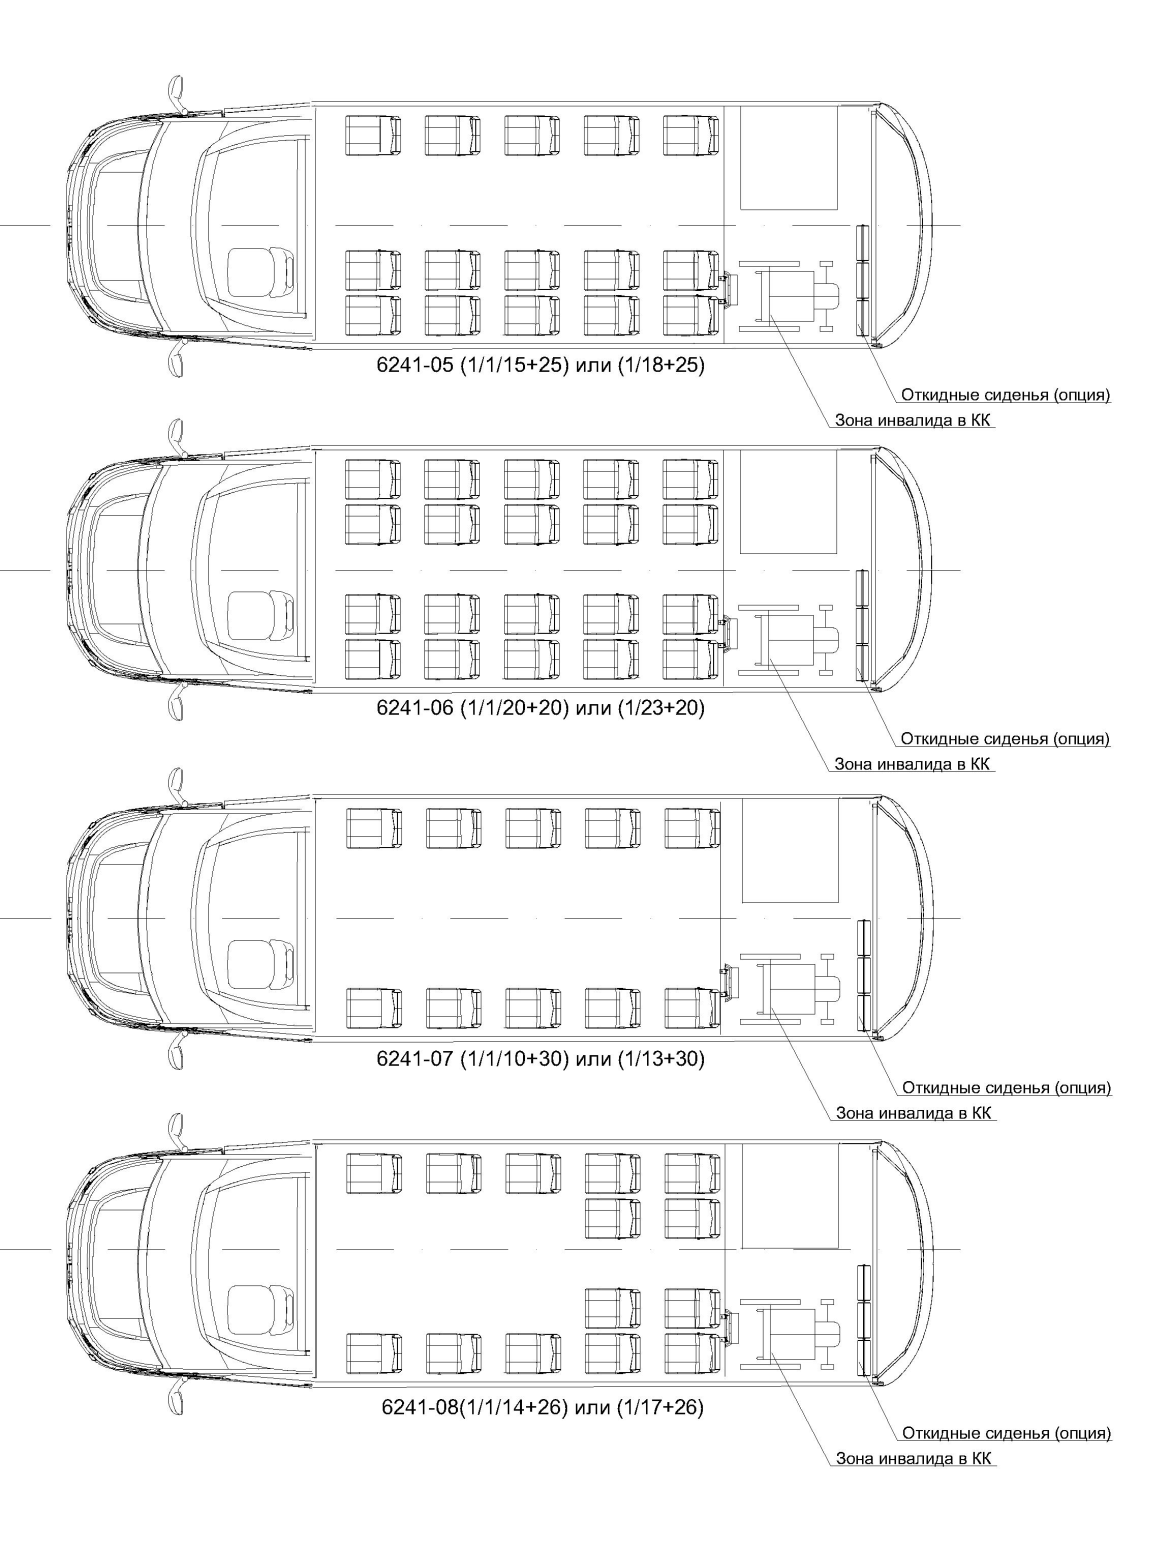 6241-05 (1/1/15+25) или (1/18+25)
Откидные сиденья (опция)
Зона инвалида в КК
6241-06 (1/1/20+20) или (1/23+20)
Откидные сиденья (опция)
Зона инвалида в КК
6241-07 (1/1/10+30) или (1/13+30)
Откидные сиденья (опция)
Зона инвалида в КК
6241-08(1/1/14+26) или (1/17+26)
Откидные сиденья (опция)
Зона инвалида в КК